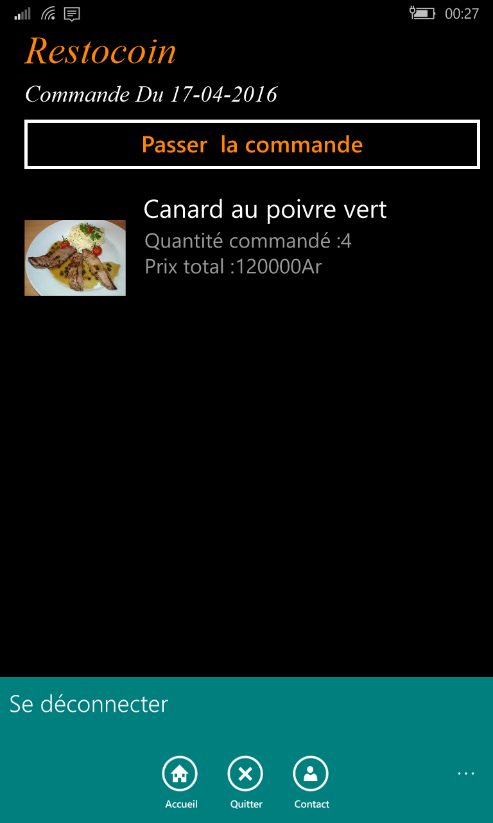 00:27
Restocoin
Commande Du 17-04-2016
Passer la commande
Canard au poivre vert
Quantité commandé :4
Prix total :120000Ar
Se déconnecter
Accueil
Quitter
Contact